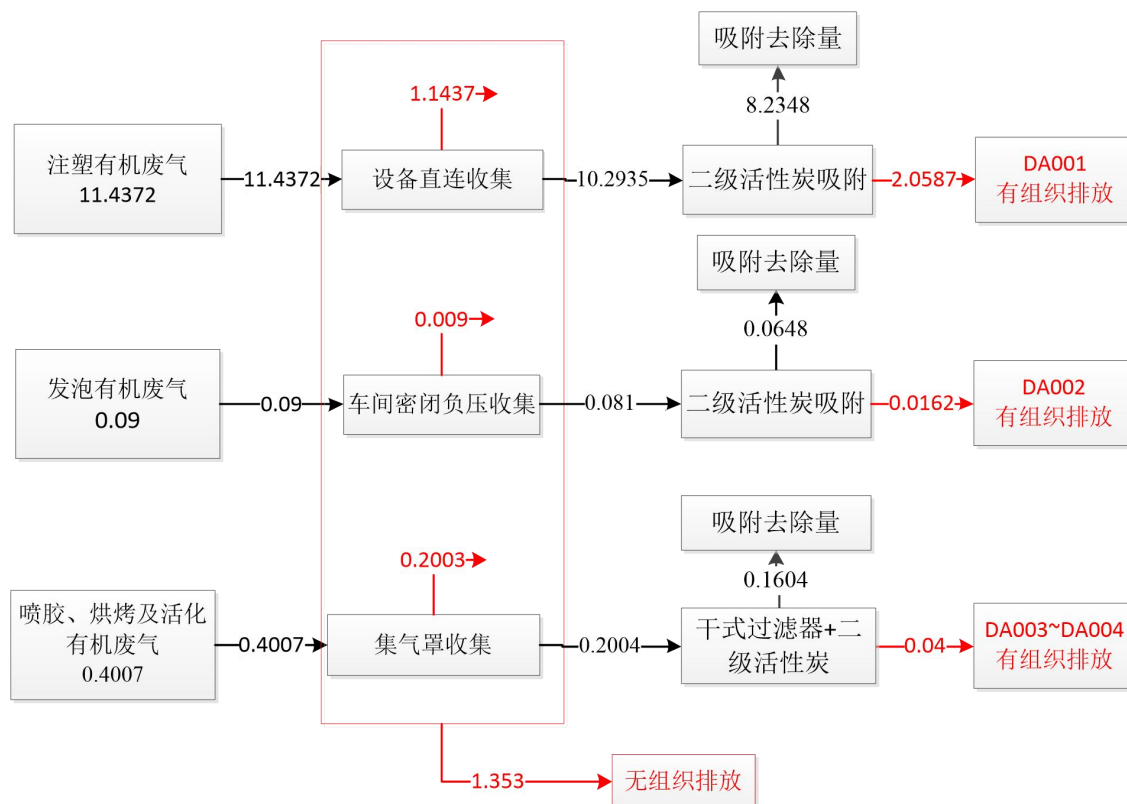 吸附去除量
1.1437
8.2348
注塑有机废气
11.4372
11.4372
设备直连收集
10.2935
二级活性炭吸附
2.0587
DA001
有组织排放
吸附去除量
0.009
0.0648
发泡有机废气
0.09
0.09
车间密闭负压收集
0.081
二级活性炭吸附
0.0162
DA002
有组织排放
吸附去除量
0.2003
0.1604
喷胶、烘烤及活化
有机废气
0.4007
0.4007
集气罩收集
0.2004
干式过滤器+二
级活性炭
0.04
DA003~DA004
有组织排放
1.353
无组织排放